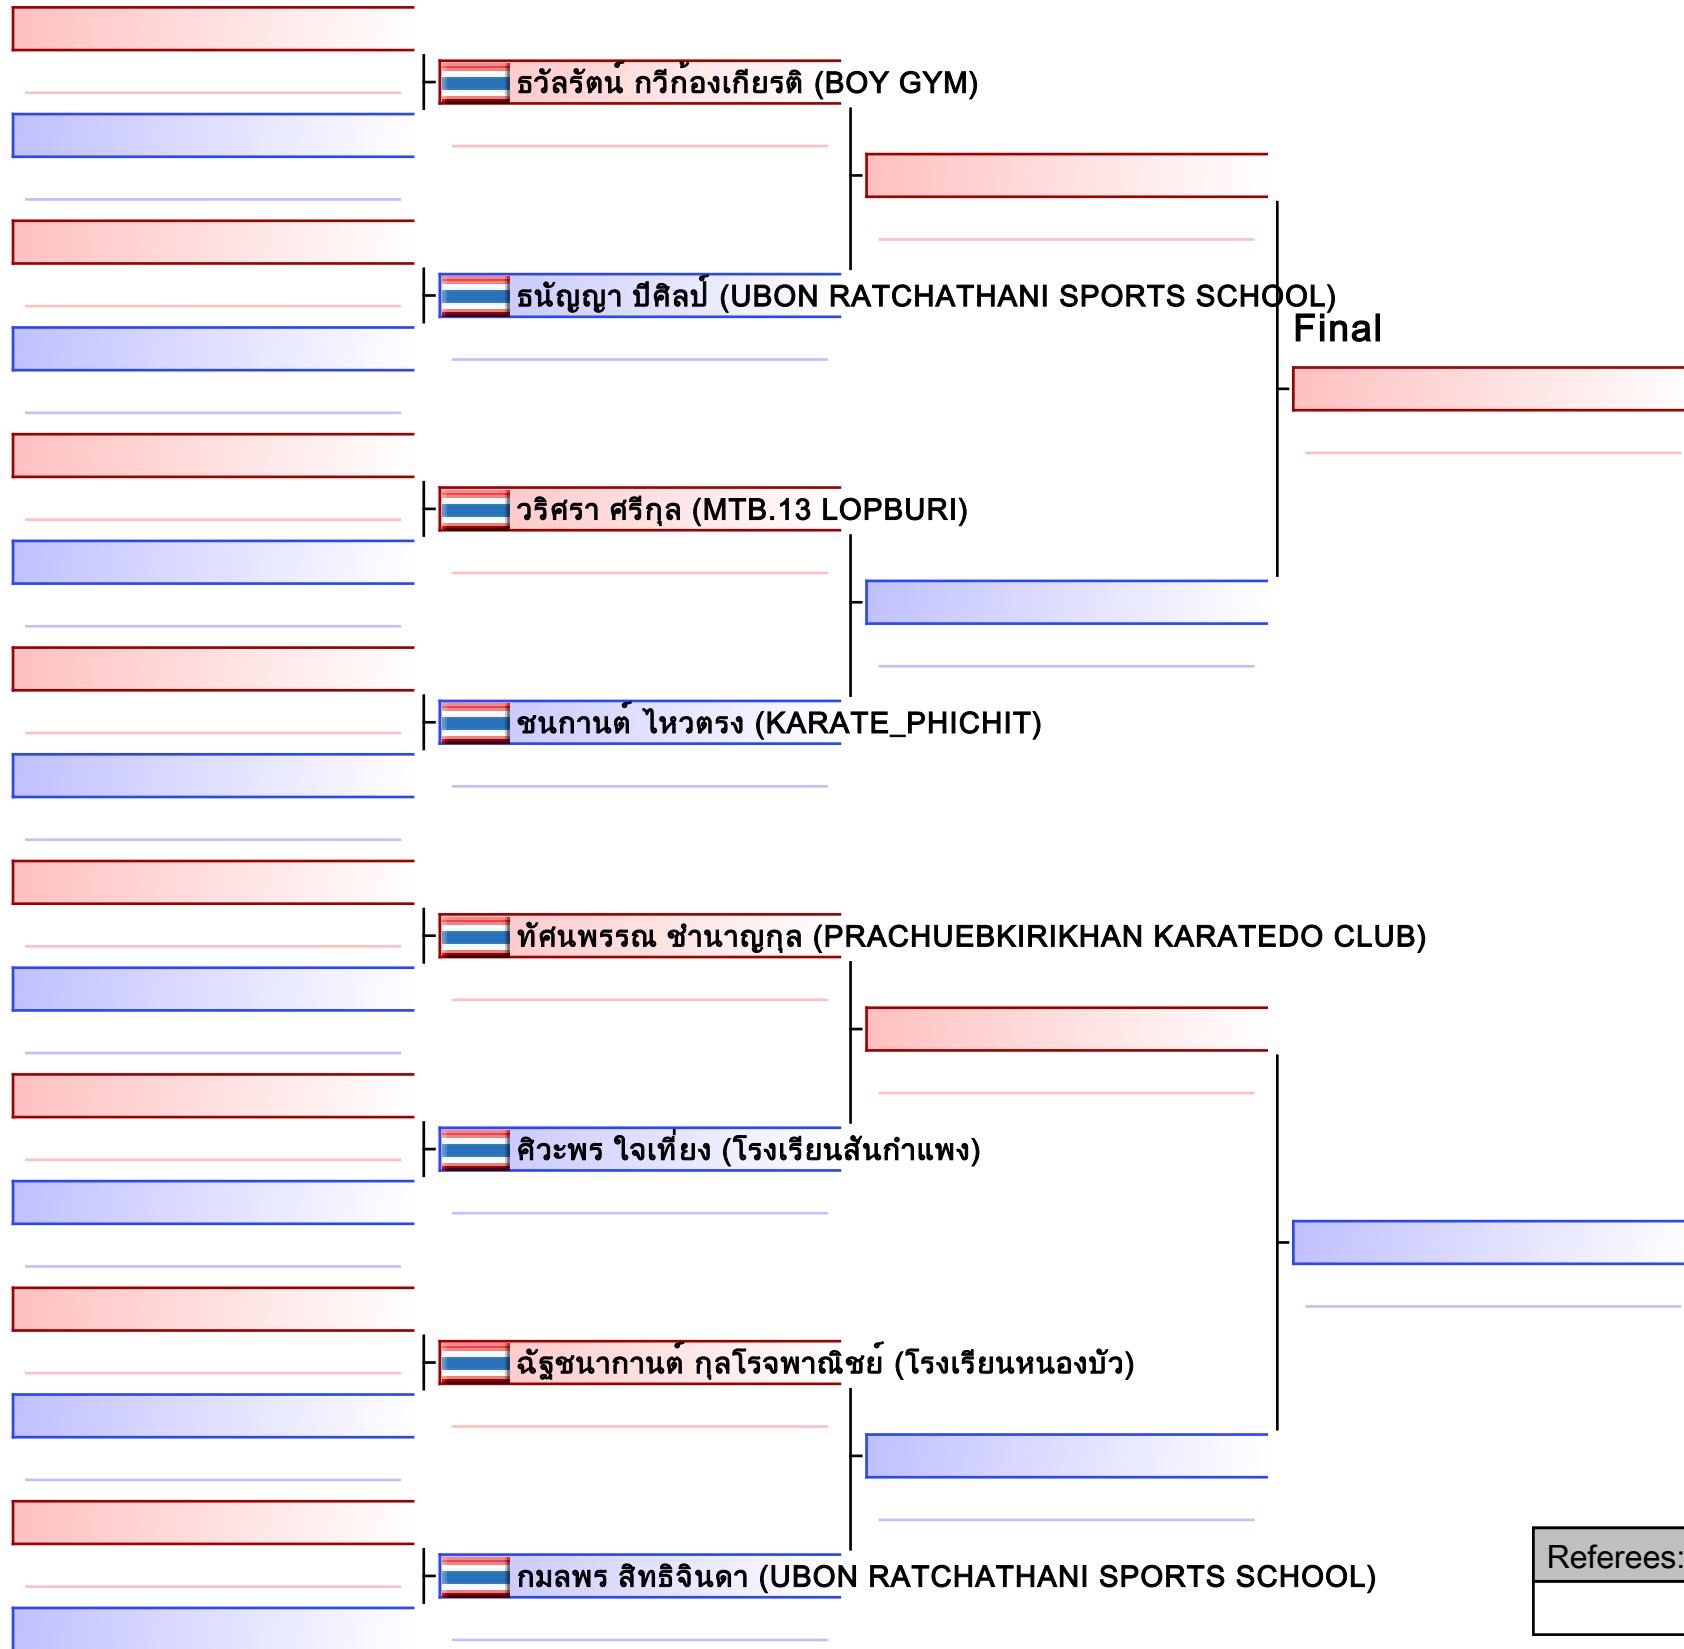 ธวัลรัตน์ กวีก้องเกียรติ (BOY GYM)
ธนัญญา ปีศิลป์ (UBON RATCHATHANI SPORTS SCHOOL)
Final
วริศรา ศรีกุล (MTB.13 LOPBURI)
ชนกานต์ ไหวตรง (KARATE_PHICHIT)
ทัศนพรรณ ชำนาญกุล (PRACHUEBKIRIKHAN KARATEDO CLUB)
ศิวะพร ใจเที่ยง (โรงเรียนสันกำแพง)
ฉัฐชนากานต์ กุลโรจพาณิชย์ (โรงเรียนหนองบัว)
Referees:
กมลพร สิทธิจินดา (UBON RATCHATHANI SPORTS SCHOOL)